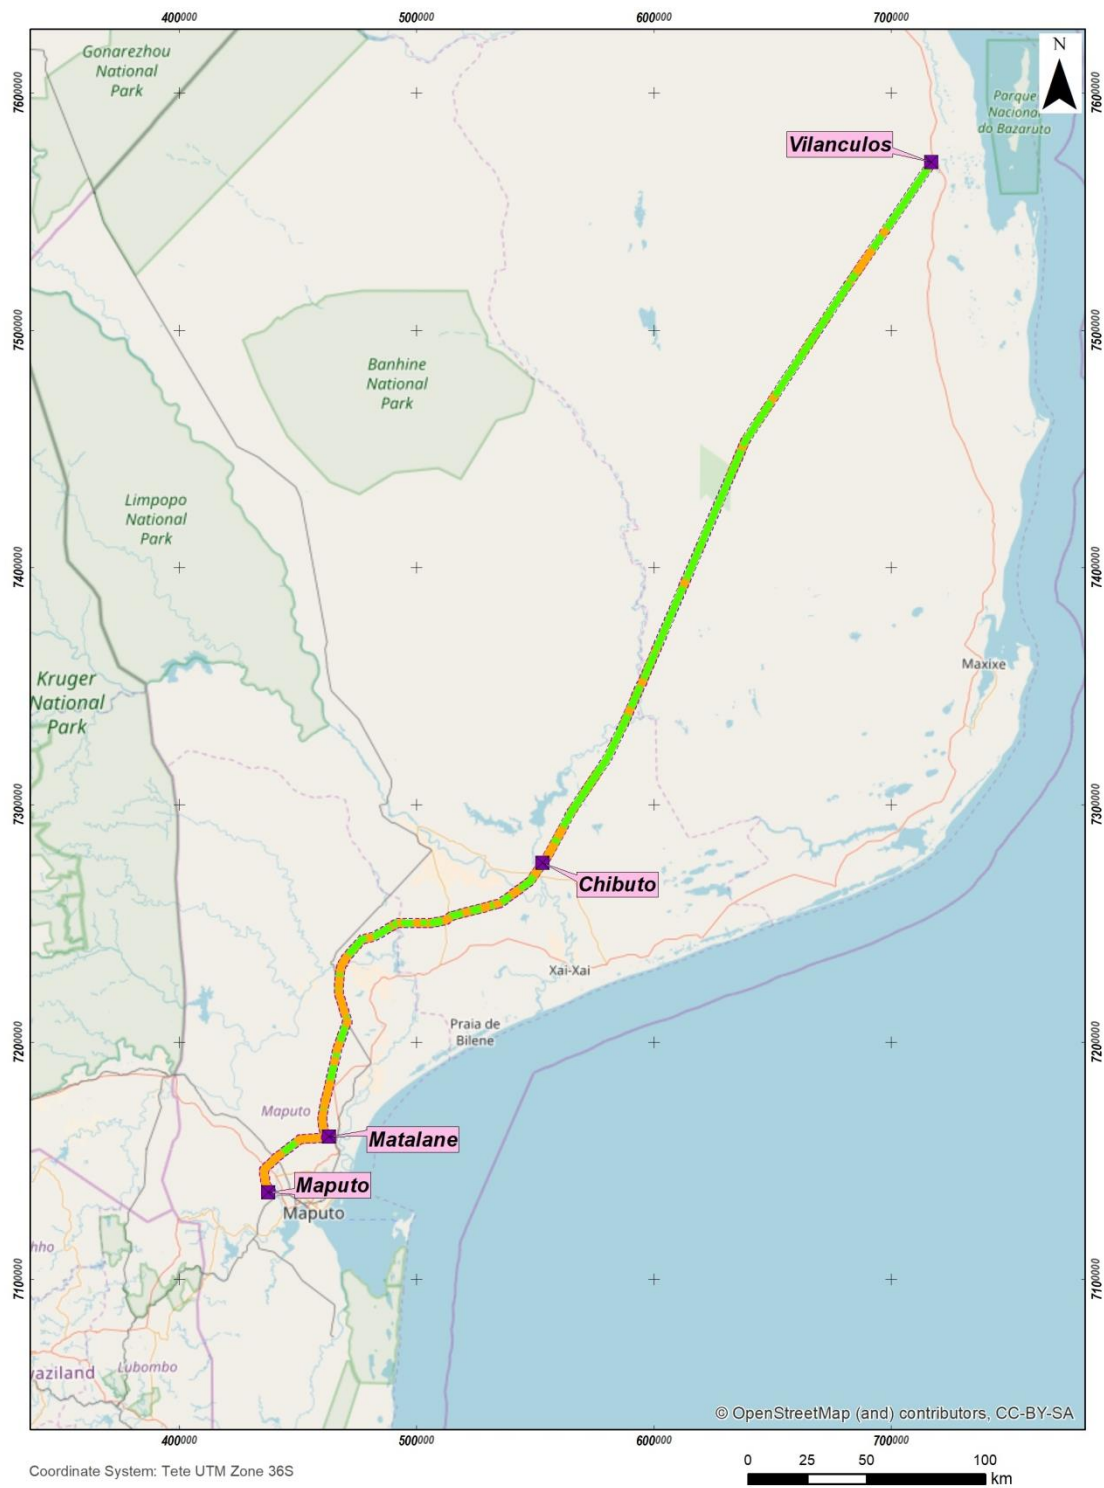 400000 500000 600000 700000
N
Gonarezhou
National
Park
7600000
7600000
Parque
Nacional
do Bazaruto
Vilanculos
7500000
7500000
Banhine
National
Park
Limpopo
National
Park
7400000
7400000
Maxixe
Kruger
National
Park
7300000
7300000
Chibuto
Xai-Xai
Praia de
Bilene
7200000
7200000
Maputo
Matalane
Maputo
Maputo
hho
7100000
7100000
waziland
Lubombo
© OpenStreetMap (and) contributors, CC-BY-SA
400000 500000 600000 700000
Coordinate System: Tete UTM Zone 36S
0 25 50 100
km